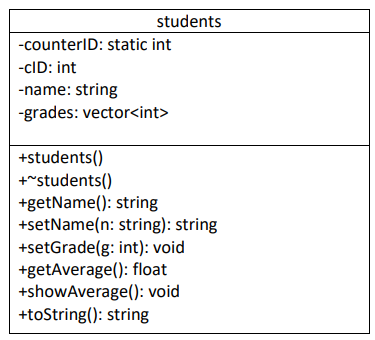 students
-counterID: static int
-cID: int
-name: string
-grades: vector<int>
+students()
+~students()
+getName(): string
+setName(n: string): string
+setGrade(g: int): void
+getAverage(): float
+showAverage(): void
+toString(): string